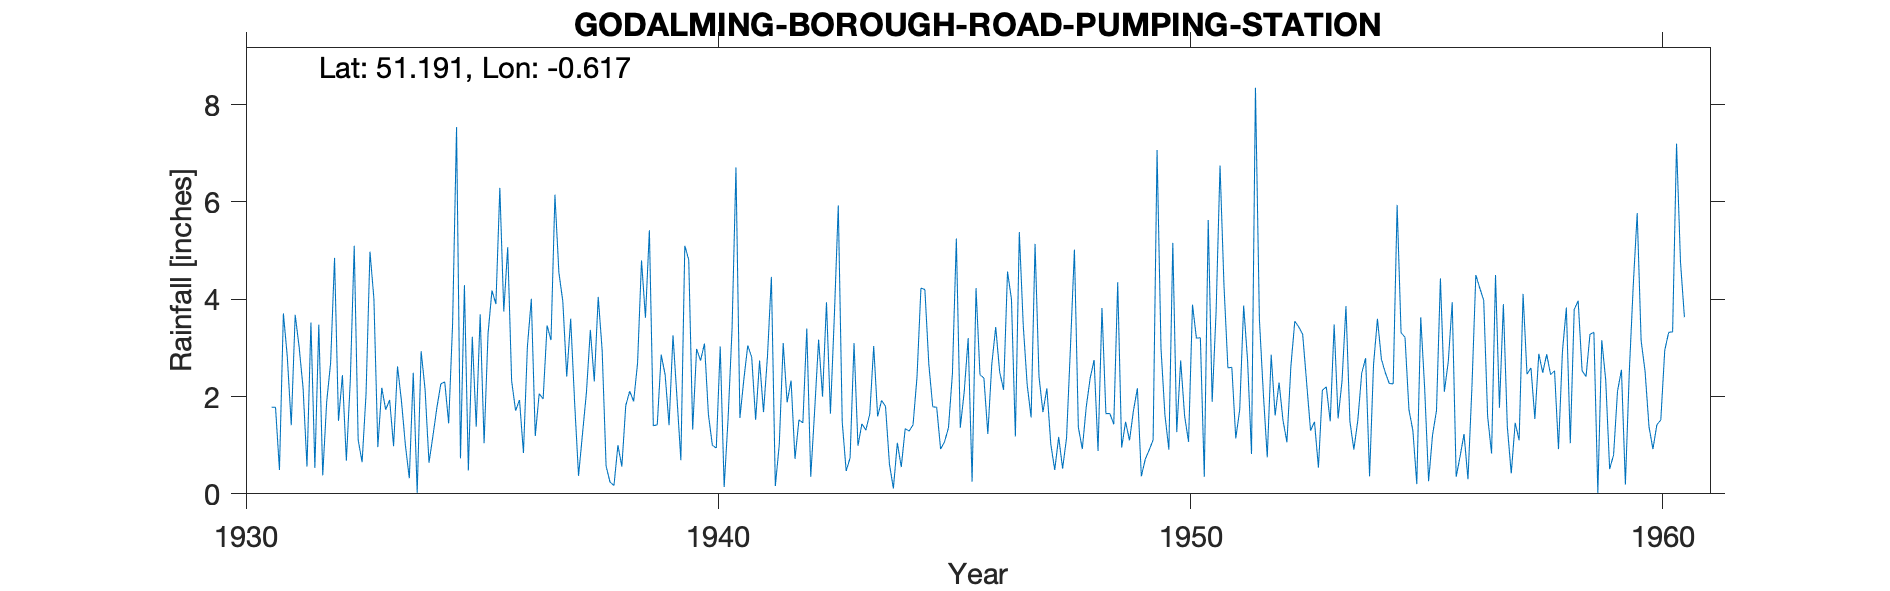 GODALMING-BOROUGH-ROAD-PUMPING-STATION
Lat: 51.191, Lon: -0.617
8
6
4
2
0
Rainfall [inches]
1930 1940 1950 1960
Year